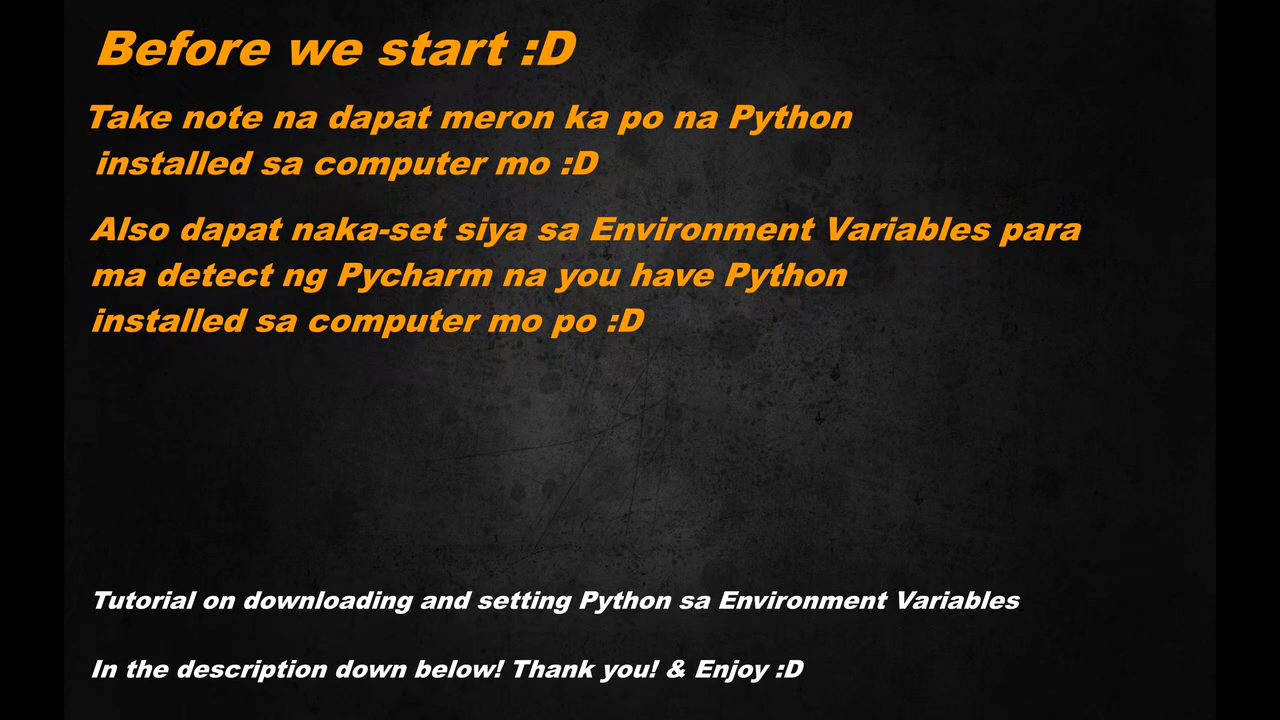 Before we start :D
Take note na dapat meron ka po na Python
installed sa computer mo :D
Also dapat naka-set siya sa Environment Variables para
ma detect ng Pycharm na you have Python
installed sa computer mo po :D
Tutorial on downloading and setting Python sa Environment Variables
In the description down below! Thank you! & Enjoy :D